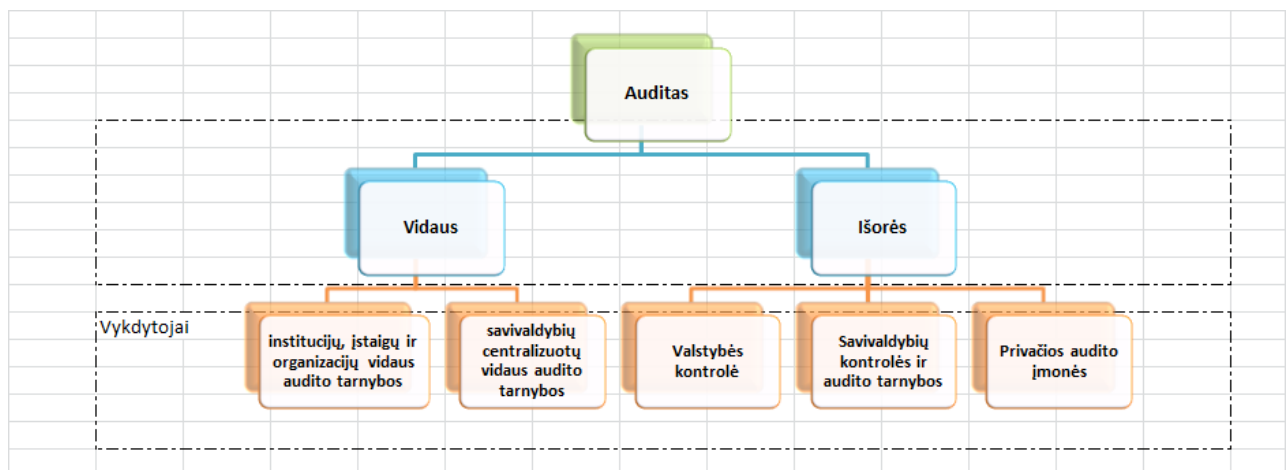 Auditas
Vidaus
Išorės
Vykdytojai
institucijų, įstaigų ir
organizacijų vidaus
audito tarnybos
savivaldybių
centralizuotų
vidaus audito
tarnybos
Valstybės
kontrolė
Savivaldybių
kontrolės ir
audito tarnybos
Privačios audito
įmonės